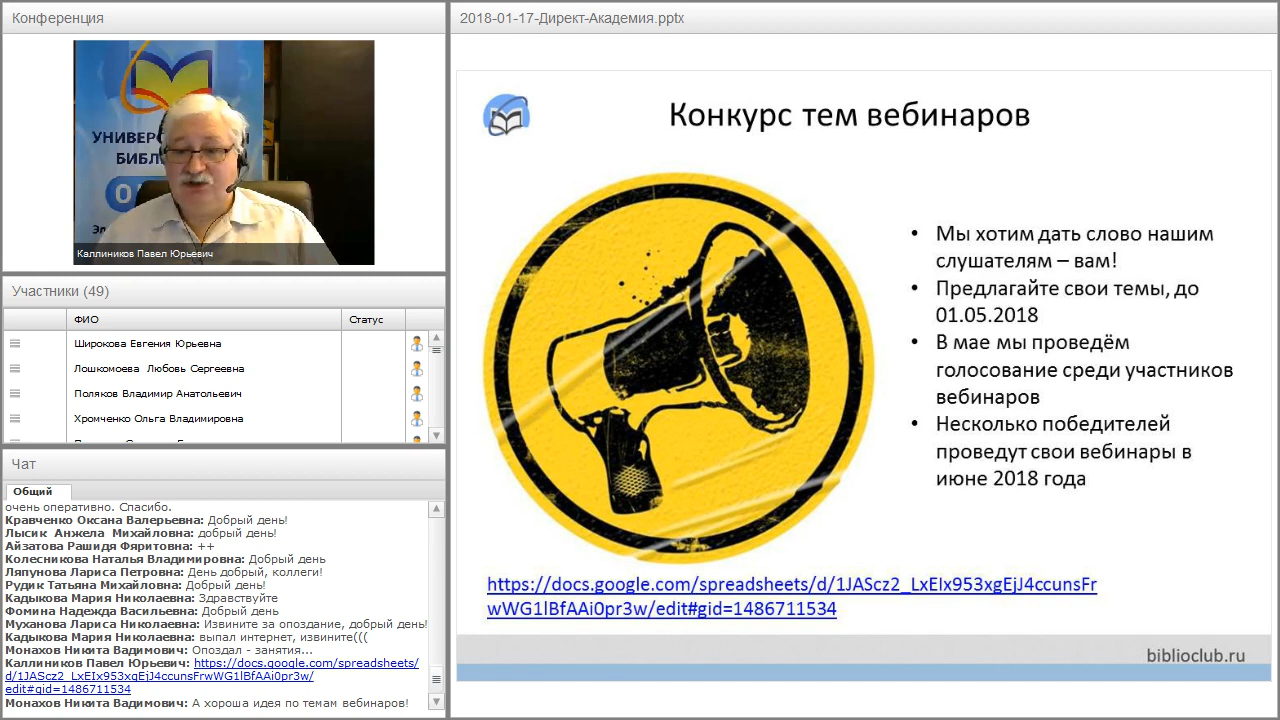 Конференция
УНИВЕР
БИБЛ
Каллиников Павел Юрьевич
Участники (49)
ФИО Статус
Широкова Евгения Юрьевна
Лошкомоева Любовь Сергеевна
Поляков Владимир Анатольевич
Хромченко Ольга Владимировна
Чат
Общий
очень оперативно. Спасибо.
Кравченко Оксана Валерьевна: Добрый день!
Лысик Анжела Михайловна: добрый день!
Айзатова Рашидя Фяритовна: ++
Колесникова Наталья Владимировна: Добрый день
Ляпунова Лариса Петровна: День добрый, коллеги!
Рудик Татьяна Михайловна: Добрый день!
Кадыкова Мария Николаевна: Здравствуйте
Фомина Надежда Васильевна: Добрый день
Муханова Лариса Николаевна: Извините за опоздание, добрый день!
Кадыкова Мария Николаевна: выпал интернет, извините(((
Монахов Никита Вадимович: Опоздал - занятия...
Каллиников Павел Юрьевич: https://docs.google.com/spreadsheets/
d/1JAScz2_LxEIx953xgEjJ4ccunsFrwWG1lBfAAi0pr3w/
edit#gid=1486711534
Монахов Никита Вадимович: А хороша идея по темам вебинаров!
2018-01-17-Директ-Академия.pptx
Конкурс тем вебинаров
• Мы хотим дать слово нашим
слушателям – вам!
• Предлагайте свои темы, до
01.05.2018
• В мае мы проведём
голосование среди участников
вебинаров
• Несколько победителей
проведут свои вебинары в
июне 2018 года
https://docs.google.com/spreadsheets/d/1JAScz2_LxEIx953xgEjJ4ccunsFr
wWG1lBfAAi0pr3w/edit#gid=1486711534
biblioclub.ru